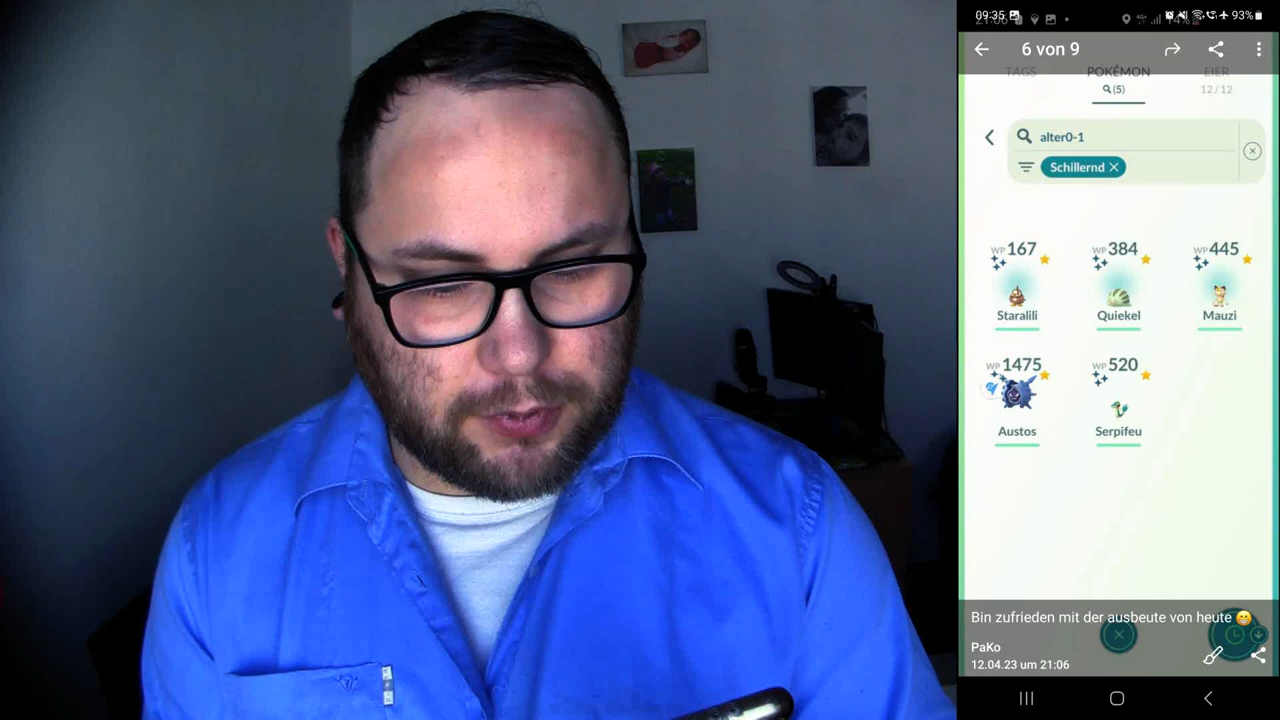 09:35
93%
6 von 9
TAGS
POKÉMON
EIER
(5)
12 / 12
alter0-1
Schillernd
WP 167
WP 384
WP 445
Staralili
Quiekel
Mauzi
WP 1475
WP 520
Austos
Serpifeu
Bin zufrieden mit der ausbeute von heute
PaKo
12.04.23 um 21:06